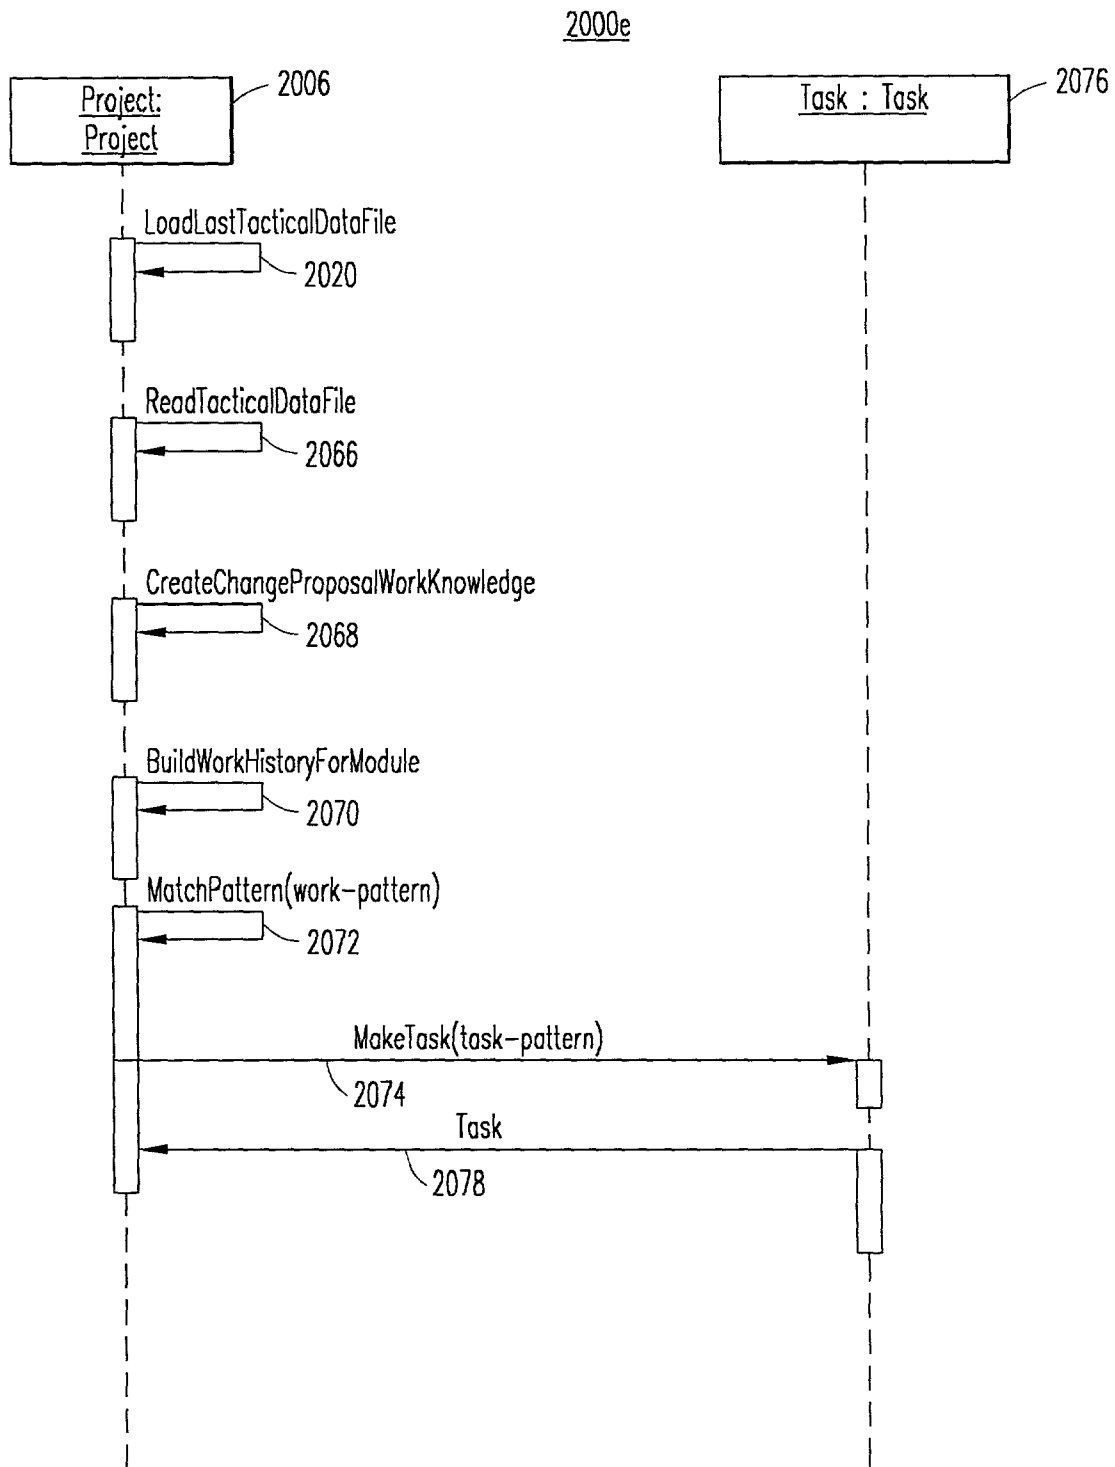 2000e
Project:
Project
2006
Task : Task
2076
LoadLastTacticalDataFile
2020
ReadTacticalDataFile
2066
CreateChangeProposalWorkKnowledge
2068
BuildWorkHistoryForModule
2070
MatchPattern(work-pattern)
2072
MakeTask(task-pattern)
2074
Task
2078